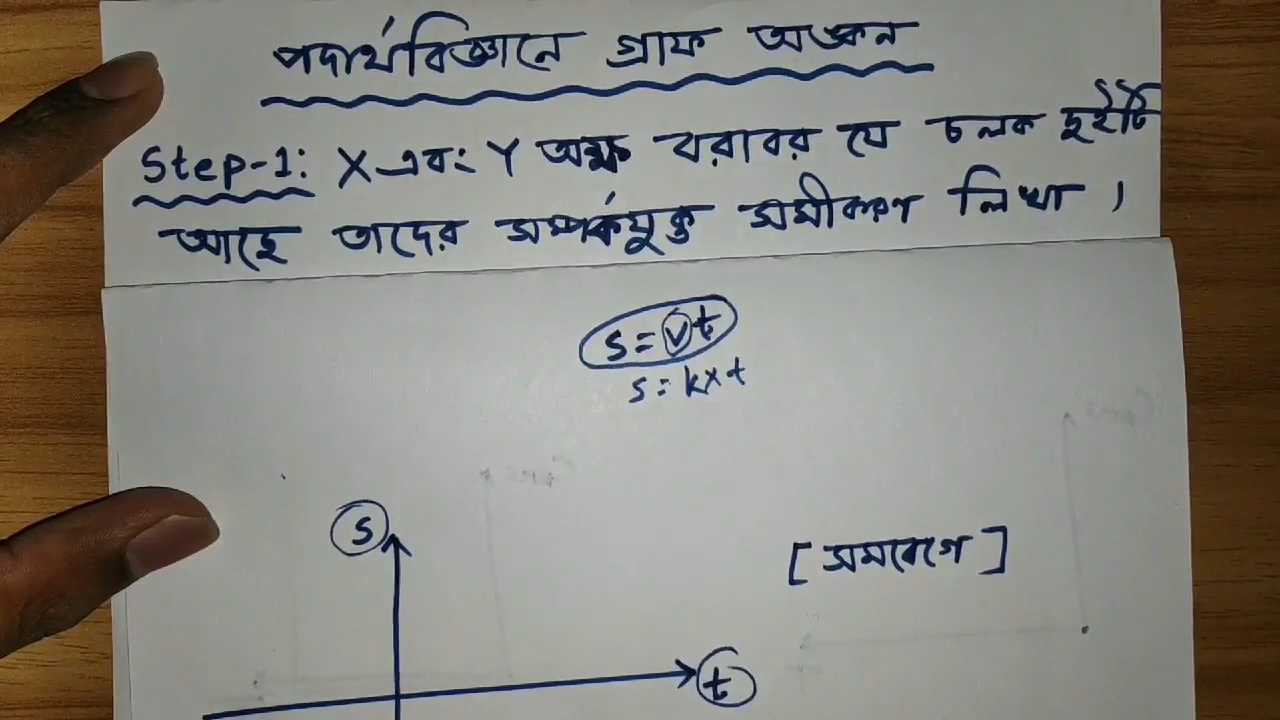 পদার্থবিজ্ঞানে গ্রাফ অঙ্কন
Step-1: X এবং Y অক্ষ বরাবর যে চলক দুইটি
আছে তাদের সম্পর্কযুক্ত সমীকরণ লিখা ।
s = vt
s = k x t
s
[ সমবেগে ]
t